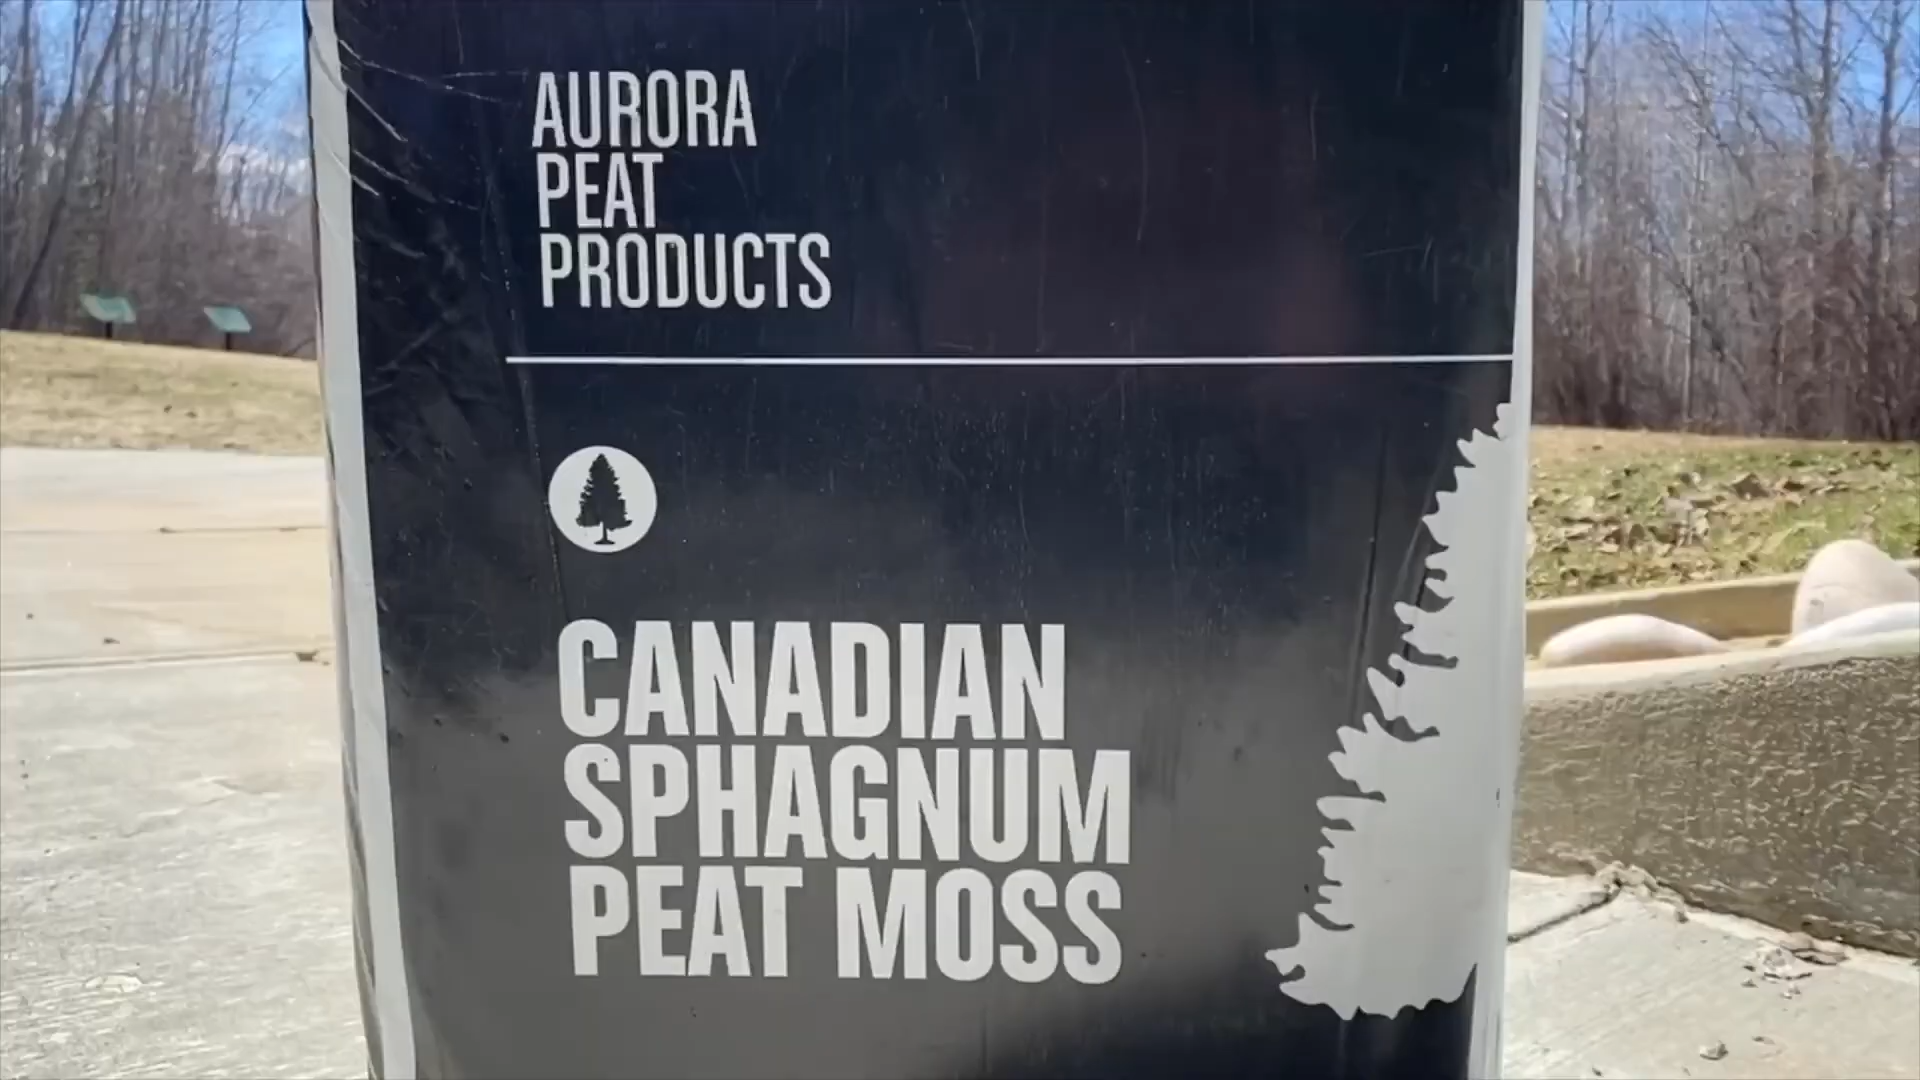 AURORA
PEAT
PRODUCTS
CANADIAN
SPHAGNUM
PEAT MOSS